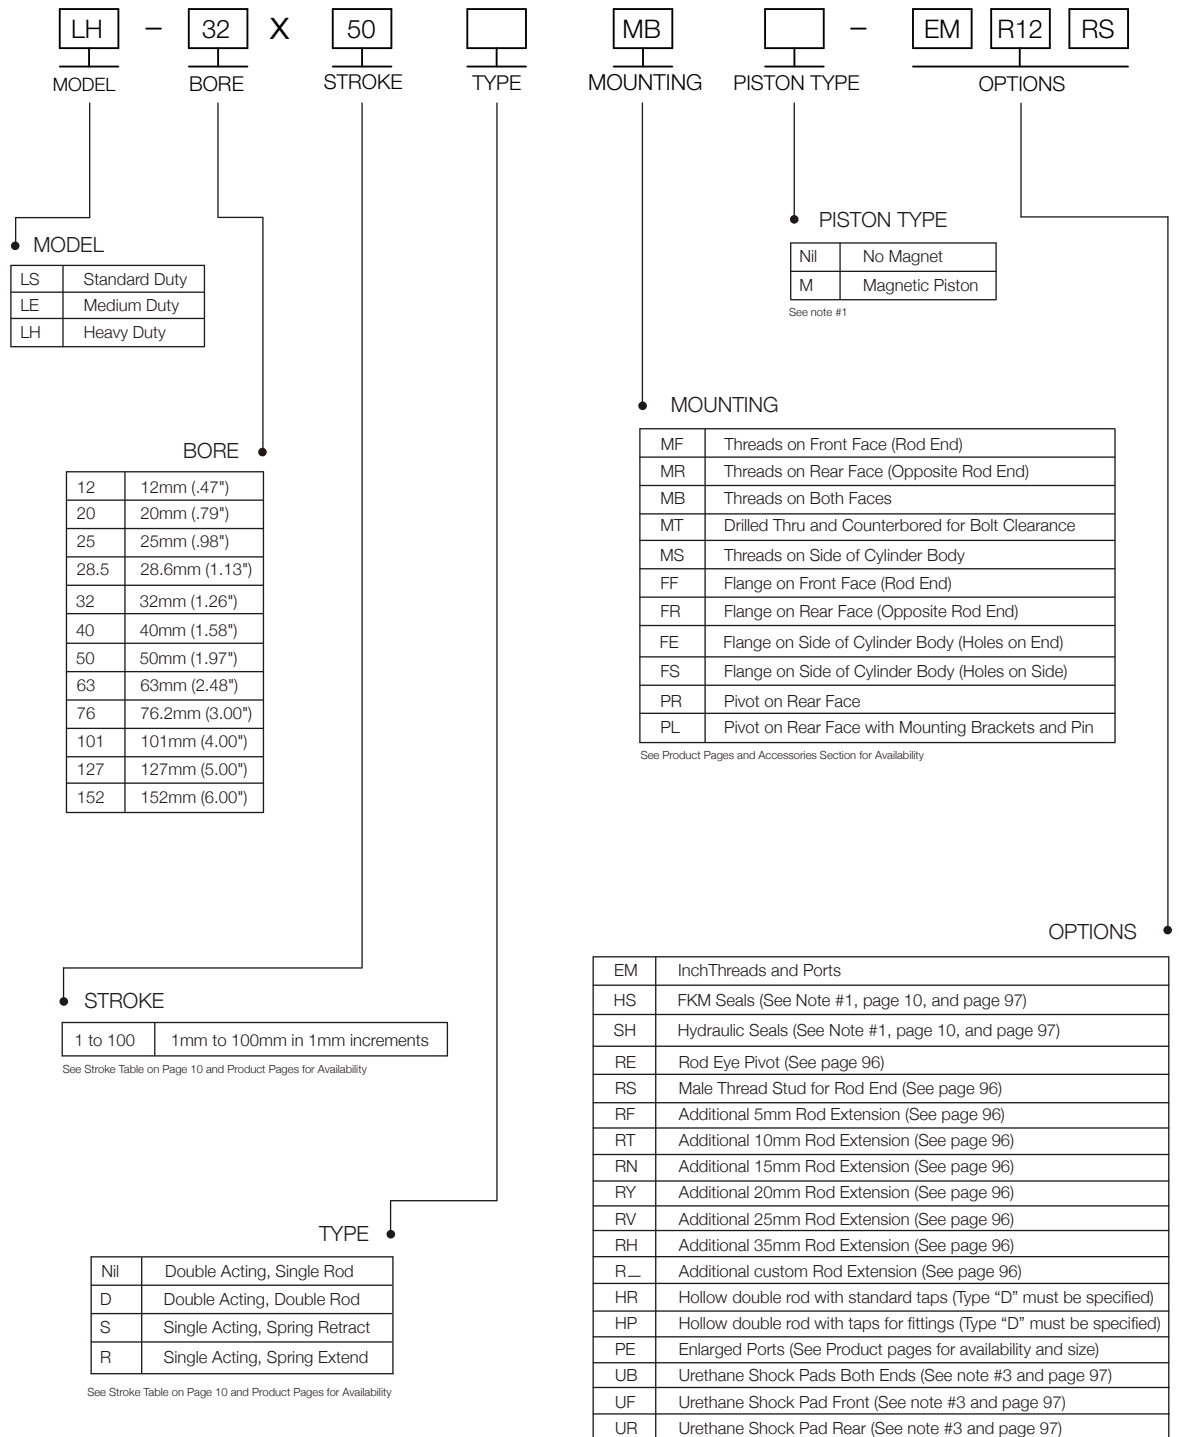 LH – 32 X 50 MB – EM R12 RS
MODEL BORE STROKE TYPE MOUNTING PISTON TYPE OPTIONS
MODEL
LS Standard Duty
LE Medium Duty
LH Heavy Duty
PISTON TYPE
Nil No Magnet
M Magnetic Piston
See note #1
BORE
12 12mm (.47")
20 20mm (.79")
25 25mm (.98")
28.5 28.6mm (1.13")
32 32mm (1.26")
40 40mm (1.58")
50 50mm (1.97")
63 63mm (2.48")
76 76.2mm (3.00")
101 101mm (4.00")
127 127mm (5.00")
152 152mm (6.00")
MOUNTING
MF Threads on Front Face (Rod End)
MR Threads on Rear Face (Opposite Rod End)
MB Threads on Both Faces
MT Drilled Thru and Counterbored for Bolt Clearance
MS Threads on Side of Cylinder Body
FF Flange on Front Face (Rod End)
FR Flange on Rear Face (Opposite Rod End)
FE Flange on Side of Cylinder Body (Holes on End)
FS Flange on Side of Cylinder Body (Holes on Side)
PR Pivot on Rear Face
PL Pivot on Rear Face with Mounting Brackets and Pin
See Product Pages and Accessories Section for Availability
STROKE
1 to 100 1mm to 100mm in 1mm increments
See Stroke Table on Page 10 and Product Pages for Availability
TYPE
Nil Double Acting, Single Rod
D Double Acting, Double Rod
S Single Acting, Spring Retract
R Single Acting, Spring Extend
See Stroke Table on Page 10 and Product Pages for Availability
OPTIONS
EM InchThreads and Ports
HS FKM Seals (See Note #1, page 10, and page 97)
SH Hydraulic Seals (See Note #1, page 10, and page 97)
RE Rod Eye Pivot (See page 96)
RS Male Thread Stud for Rod End (See page 96)
RF Additional 5mm Rod Extension (See page 96)
RT Additional 10mm Rod Extension (See page 96)
RN Additional 15mm Rod Extension (See page 96)
RY Additional 20mm Rod Extension (See page 96)
RV Additional 25mm Rod Extension (See page 96)
RH Additional 35mm Rod Extension (See page 96)
R_ Additional custom Rod Extension (See page 96)
HR Hollow double rod with standard taps (Type “D” must be specified)
HP Hollow double rod with taps for fittings (Type “D” must be specified)
PE Enlarged Ports (See Product pages for availability and size)
UB Urethane Shock Pads Both Ends (See note #3 and page 97)
UF Urethane Shock Pad Front (See note #3 and page 97)
UR Urethane Shock Pad Rear (See note #3 and page 97)